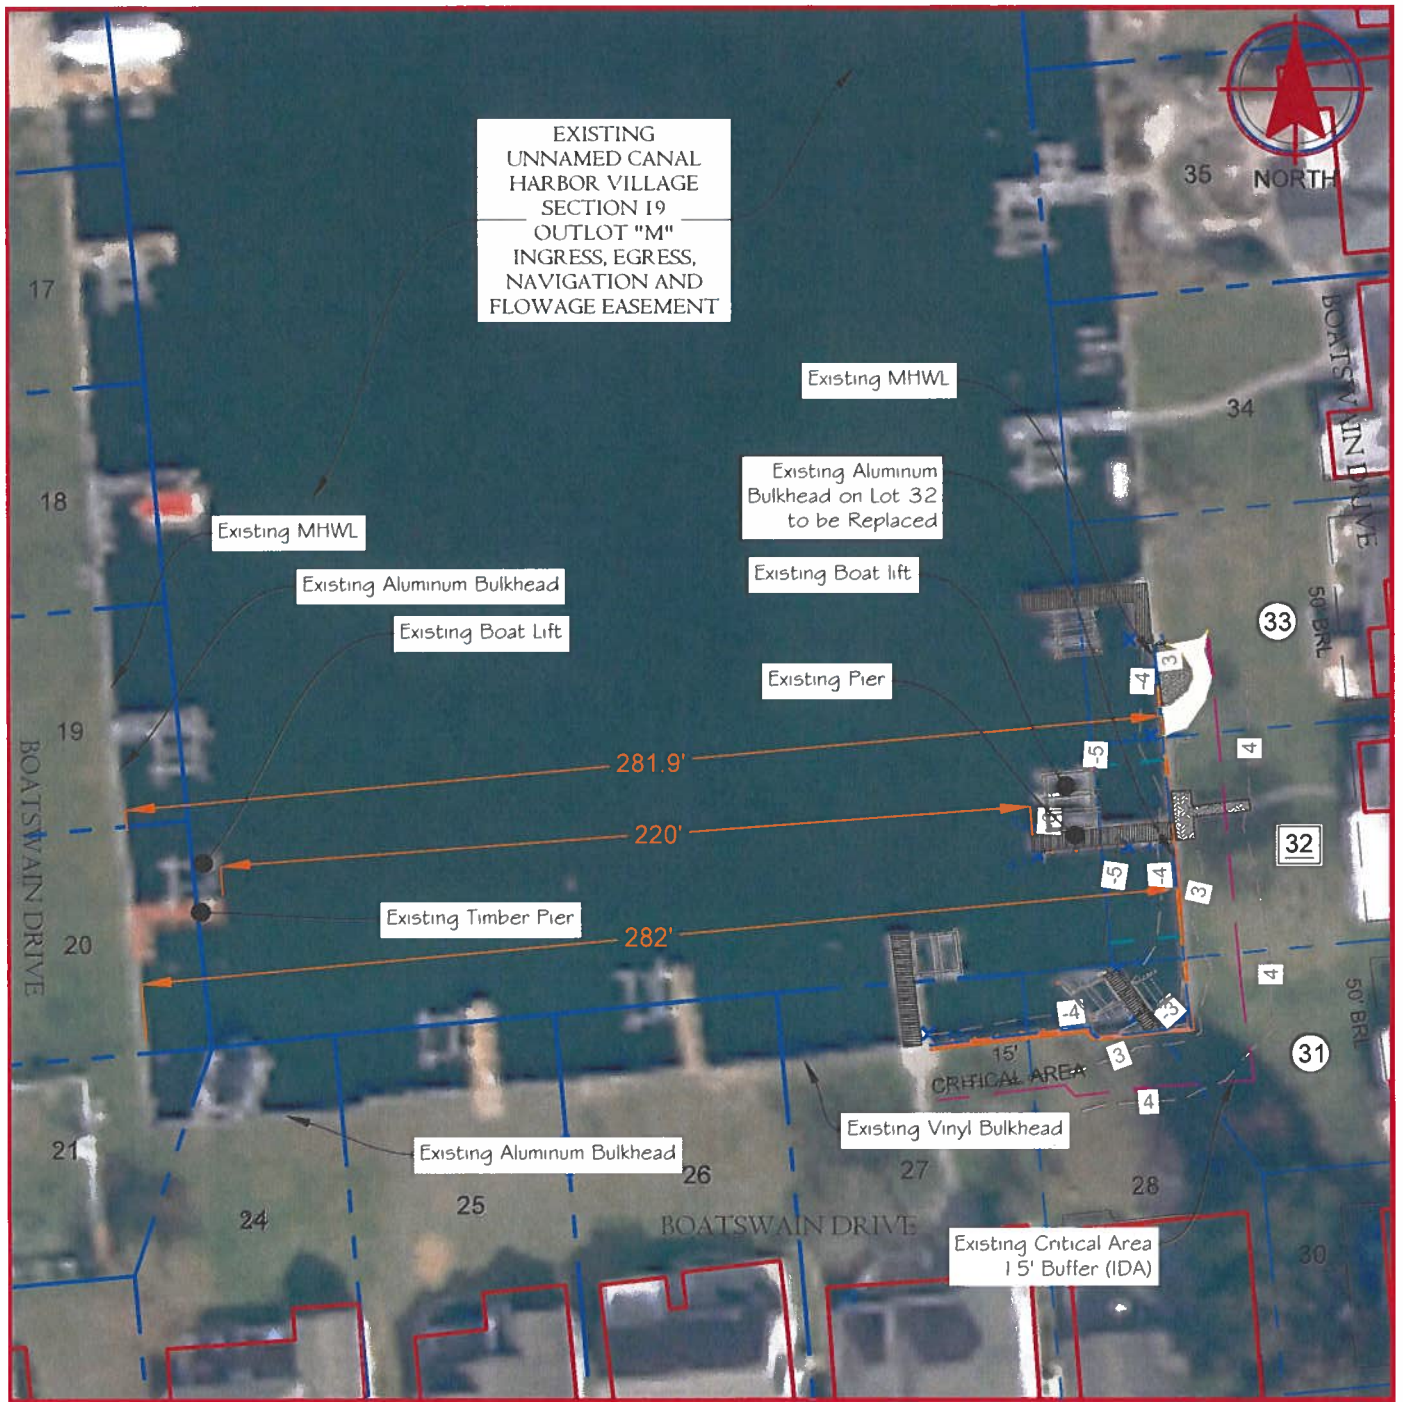 EXISTING
UNNAMED CANAL
HARBOR VILLAGE
SECTION 19
OUTLOT "M"
INGRESS, EGRESS,
NAVIGATION AND
FLOWAGE EASEMENT
NORTH
35
17
BOATSWAIN DRIVE
Existing MHWL
34
18
Existing Aluminum
Bulkhead on Lot 32
to be Replaced
Existing MHWL
Existing Boat lift
Existing Aluminum Bulkhead
Existing Boat Lift
33
50' BRL
Existing Pier
3
-4
19
BOATSWAIN DRIVE
281.9'
-5
4
220'
32
-5
-4
3
Existing Timber Pier
20
282'
4
50' BRL
-4
-3
15'
3
31
CRITICAL AREA
4
Existing Vinyl Bulkhead
21
Existing Aluminum Bulkhead
26
27
28
25
24
BOATSWAIN DRIVE
Existing Critical Area
15' Buffer (IDA)
30